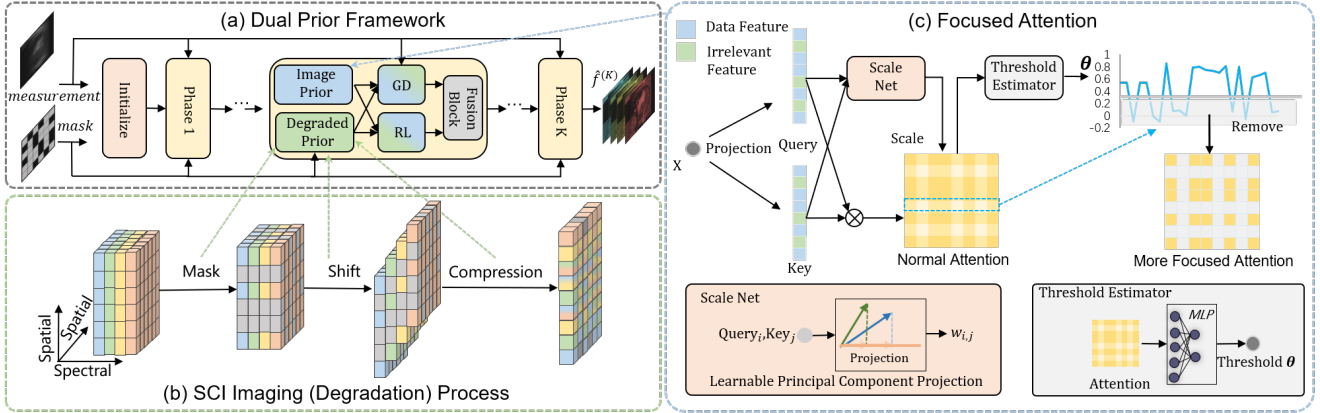 (a) Dual Prior Framework
measurement
mask
Initialize
Phase 1
...
Image
Prior
Degraded
Prior
GD
RL
Fusion
Block
...
Phase K
f̂^(K)
Mask
Shift
Compression
Spatial
Spatial
Spectral
(b) SCI Imaging (Degradation) Process
(c) Focused Attention
Data Feature
Irrelevant
Feature
X
Projection
Query
Key
Scale
Net
Scale
Normal Attention
Threshold
Estimator
θ
1
0.8
0.6
0.4
0.2
0
-0.2
Remove
More Focused Attention
Scale Net
Query_i,Key_j
Projection
w_i,j
Learnable Principal Component Projection
Threshold Estimator
MLP
Attention
Threshold θ